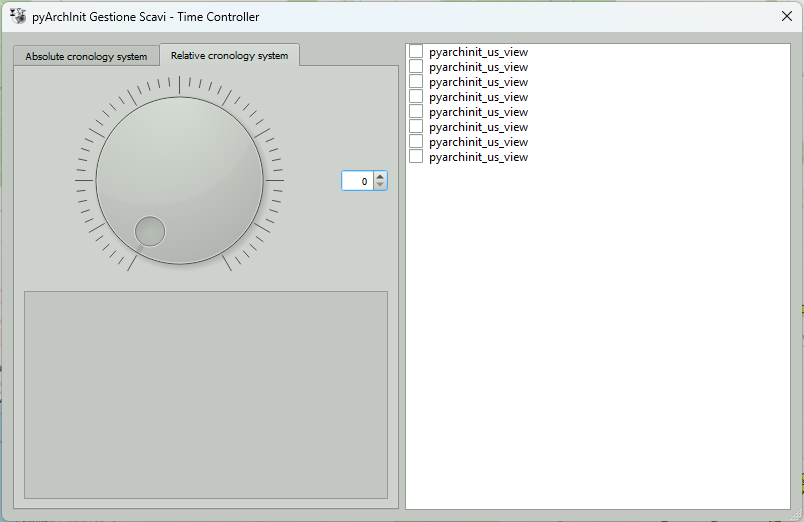 pyArchInit Gestione Scavi - Time Controller
Absolute cronology system
Relative cronology system
0
pyarchinit_us_view
pyarchinit_us_view
pyarchinit_us_view
pyarchinit_us_view
pyarchinit_us_view
pyarchinit_us_view
pyarchinit_us_view
pyarchinit_us_view